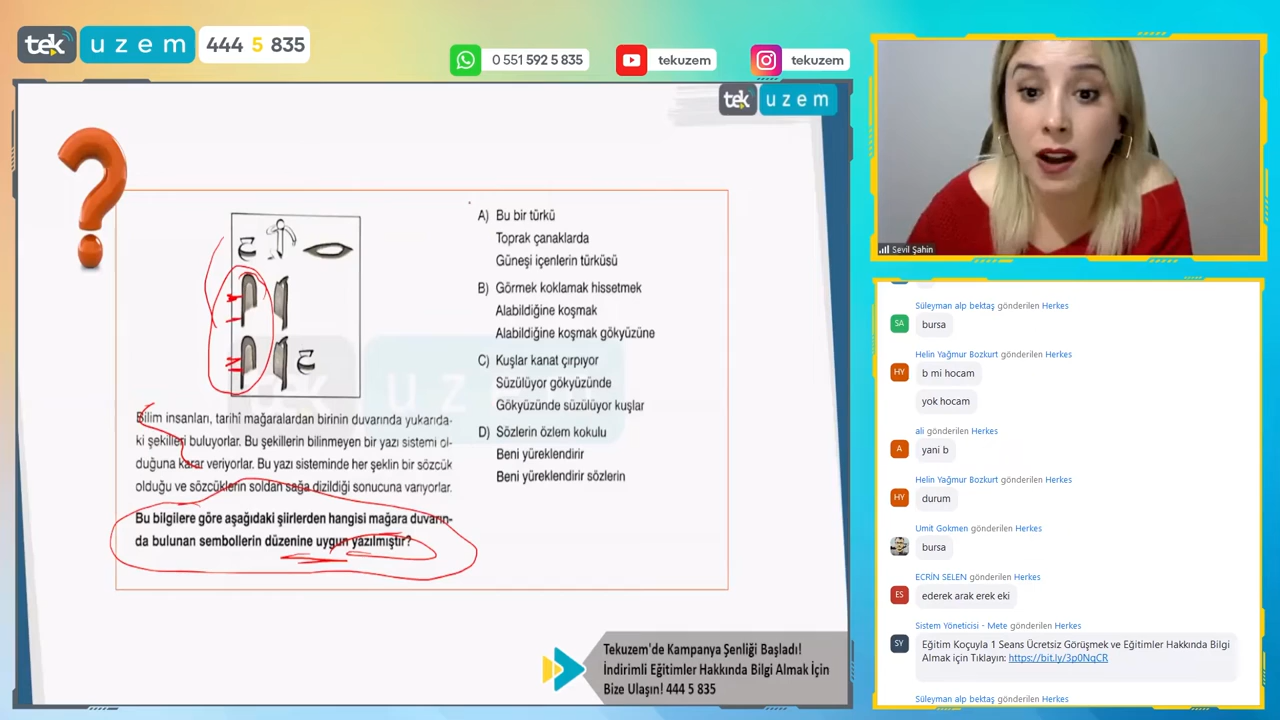 tek uzem 444 5 835
0 551 592 5 835
tekuzem
tekuzem
tek uzem
Bilim insanları, tarihî mağaralardan birinin duvarında yukarıda-
ki şekilleri buluyorlar. Bu şekillerin bilinmeyen bir yazı sistemi ol-
duğuna karar veriyorlar. Bu yazı sisteminde her şeklin bir sözcük
olduğu ve sözcüklerin soldan sağa dizildiği sonucuna varıyorlar.
Bu bilgilere göre aşağıdaki şiirlerden hangisi mağara duvarın-
da bulunan sembollerin düzenine uygun yazılmıştır?
A) Bu bir türkü
Toprak çanaklarda
Güneşi içenlerin türküsü
B) Görmek koklamak hissetmek
Alabildiğine koşmak
Alabildiğine koşmak gökyüzüne
C) Kuşlar kanat çırpıyor
Süzülüyor gökyüzünde
Gökyüzünde süzülüyor kuşlar
D) Sözlerin özlem kokulu
Beni yüreklendirir
Beni yüreklendirir sözlerin
Tekuzem'de Kampanya Şenliği Başladı!
İndirimli Eğitimler Hakkında Bilgi Almak İçin
Bize Ulaşın! 444 5 835
Sevil Şahin
Süleyman alp bektaş gönderilen Herkes
SA bursa
Helin Yağmur Bozkurt gönderilen Herkes
HY b mi hocam
yok hocam
ali gönderilen Herkes
A yani b
Helin Yağmur Bozkurt gönderilen Herkes
HY durum
Umit Gokmen gönderilen Herkes
bursa
ECRİN SELEN gönderilen Herkes
ES ederek arak erek eki
Sistem Yöneticisi - Mete gönderilen Herkes
SY Eğitim Koçuyla 1 Seans Ücretsiz Görüşmek ve Eğitimler Hakkında Bilgi
Almak için Tıklayın: https://bit.ly/3p0NqCR
Süleyman alp bektaş gönderilen Herkes